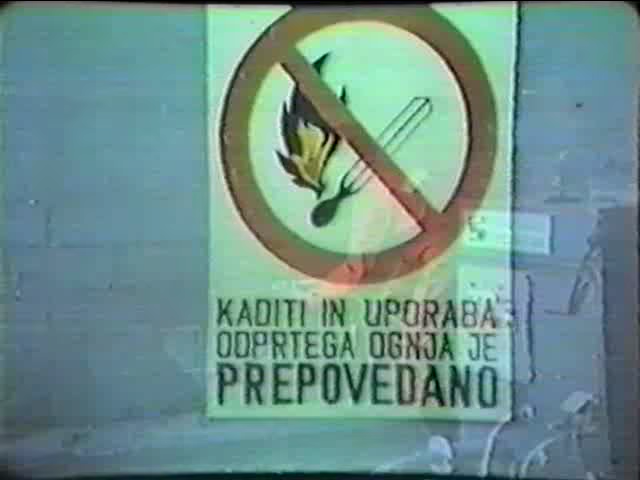 KADITI IN UPORABA
ODPRTEGA OGNJA JE
PREPOVEDANO